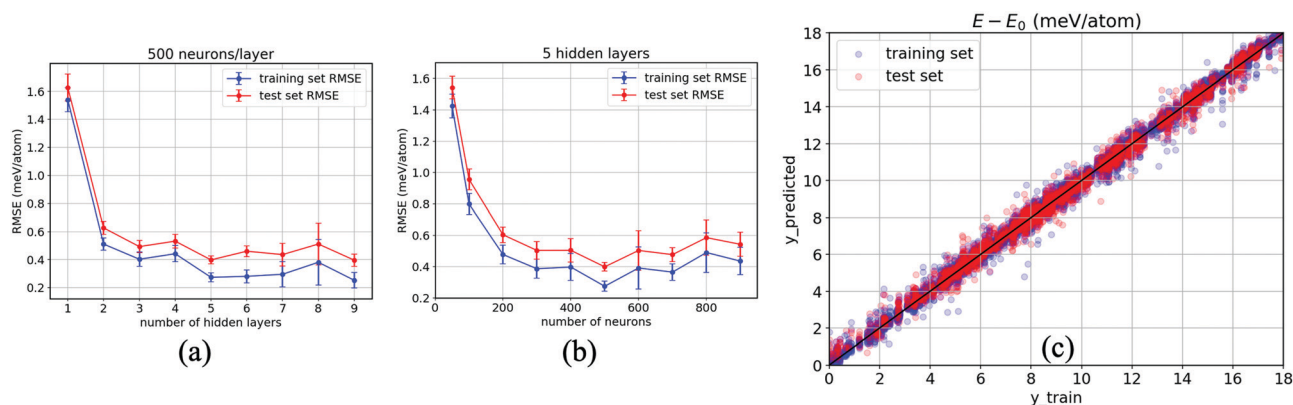 500 neurons/layer
training set RMSE
test set RMSE
RMSE (meV/atom)
1.6
1.4
1.2
1.0
0.8
0.6
0.4
0.2
1 2 3 4 5 6 7 8 9
number of hidden layers
(a)
5 hidden layers
training set RMSE
test set RMSE
RMSE (meV/atom)
1.6
1.4
1.2
1.0
0.8
0.6
0.4
0.2
0 200 400 600 800
number of neurons
(b)
E − E₀ (meV/atom)
training set
test set
y_predicted
18
16
14
12
10
8
6
4
2
0
0 2 4 6 8 10 12 14 16 18
y_train
(c)